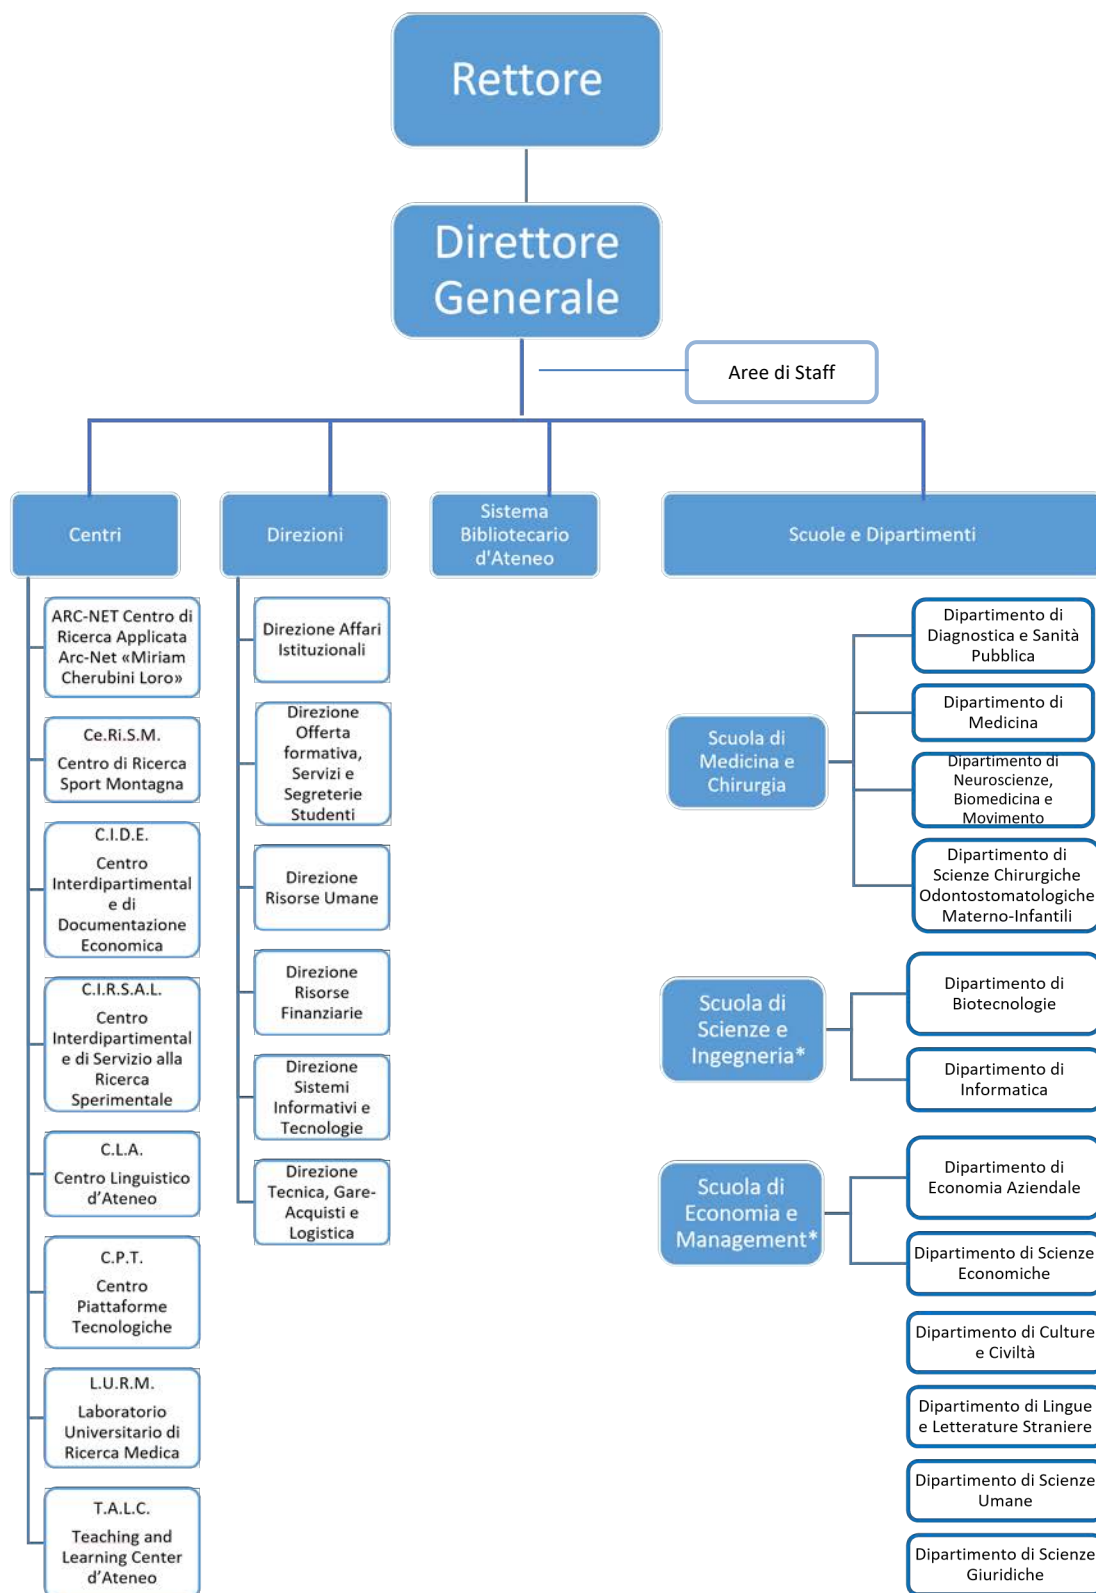 Rettore
Direttore
Generale
Aree di Staff
Centri
Direzioni
Sistema
Bibliotecario
d'Ateneo
Scuole e Dipartimenti
ARC-NET Centro di
Ricerca Applicata
Arc-Net «Miriam
Cherubini Loro»
Ce.Ri.S.M.
Centro di Ricerca
Sport Montagna
C.I.D.E.
Centro
Interdipartimental
e di
Documentazione
Economica
C.I.R.S.A.L.
Centro
Interdipartimental
e di Servizio alla
Ricerca
Sperimentale
C.L.A.
Centro Linguistico
d’Ateneo
C.P.T.
Centro
Piattaforme
Tecnologiche
L.U.R.M.
Laboratorio
Universitario di
Ricerca Medica
T.A.L.C.
Teaching and
Learning Center
d’Ateneo
Direzione Affari
Istituzionali
Direzione
Offerta
formativa,
Servizi e
Segreterie
Studenti
Direzione
Risorse Umane
Direzione
Risorse
Finanziarie
Direzione
Sistemi
Informativi e
Tecnologie
Direzione
Tecnica, Gare-
Acquisti e
Logistica
Scuola di
Medicina e
Chirurgia
Dipartimento di
Diagnostica e Sanità
Pubblica
Dipartimento di
Medicina
Dipartimento di
Neuroscienze,
Biomedicina e
Movimento
Dipartimento di
Scienze Chirurgiche
Odontostomatologiche
Materno-Infantili
Scuola di
Scienze e
Ingegneria*
Dipartimento di
Biotecnologie
Dipartimento di
Informatica
Scuola di
Economia e
Management*
Dipartimento di
Economia Aziendale
Dipartimento di Scienze
Economiche
Dipartimento di Culture
e Civiltà
Dipartimento di Lingue
e Letterature Straniere
Dipartimento di Scienze
Umane
Dipartimento di Scienze
Giuridiche